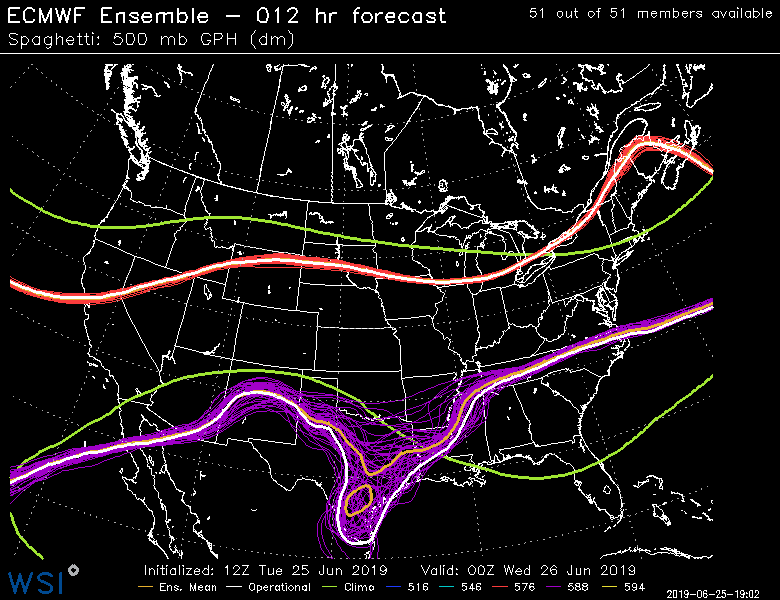 ECMWF Ensemble – 012 hr forecast
51 out of 51 members available
Spaghetti: 500 mb GPH (dm)
Initialized: 12Z Tue 25 Jun 2019
Valid: 00Z Wed 26 Jun 2019
Ens. Mean
Operational
Climo
516
546
576
588
594
WSI
2019-06-25-19:02